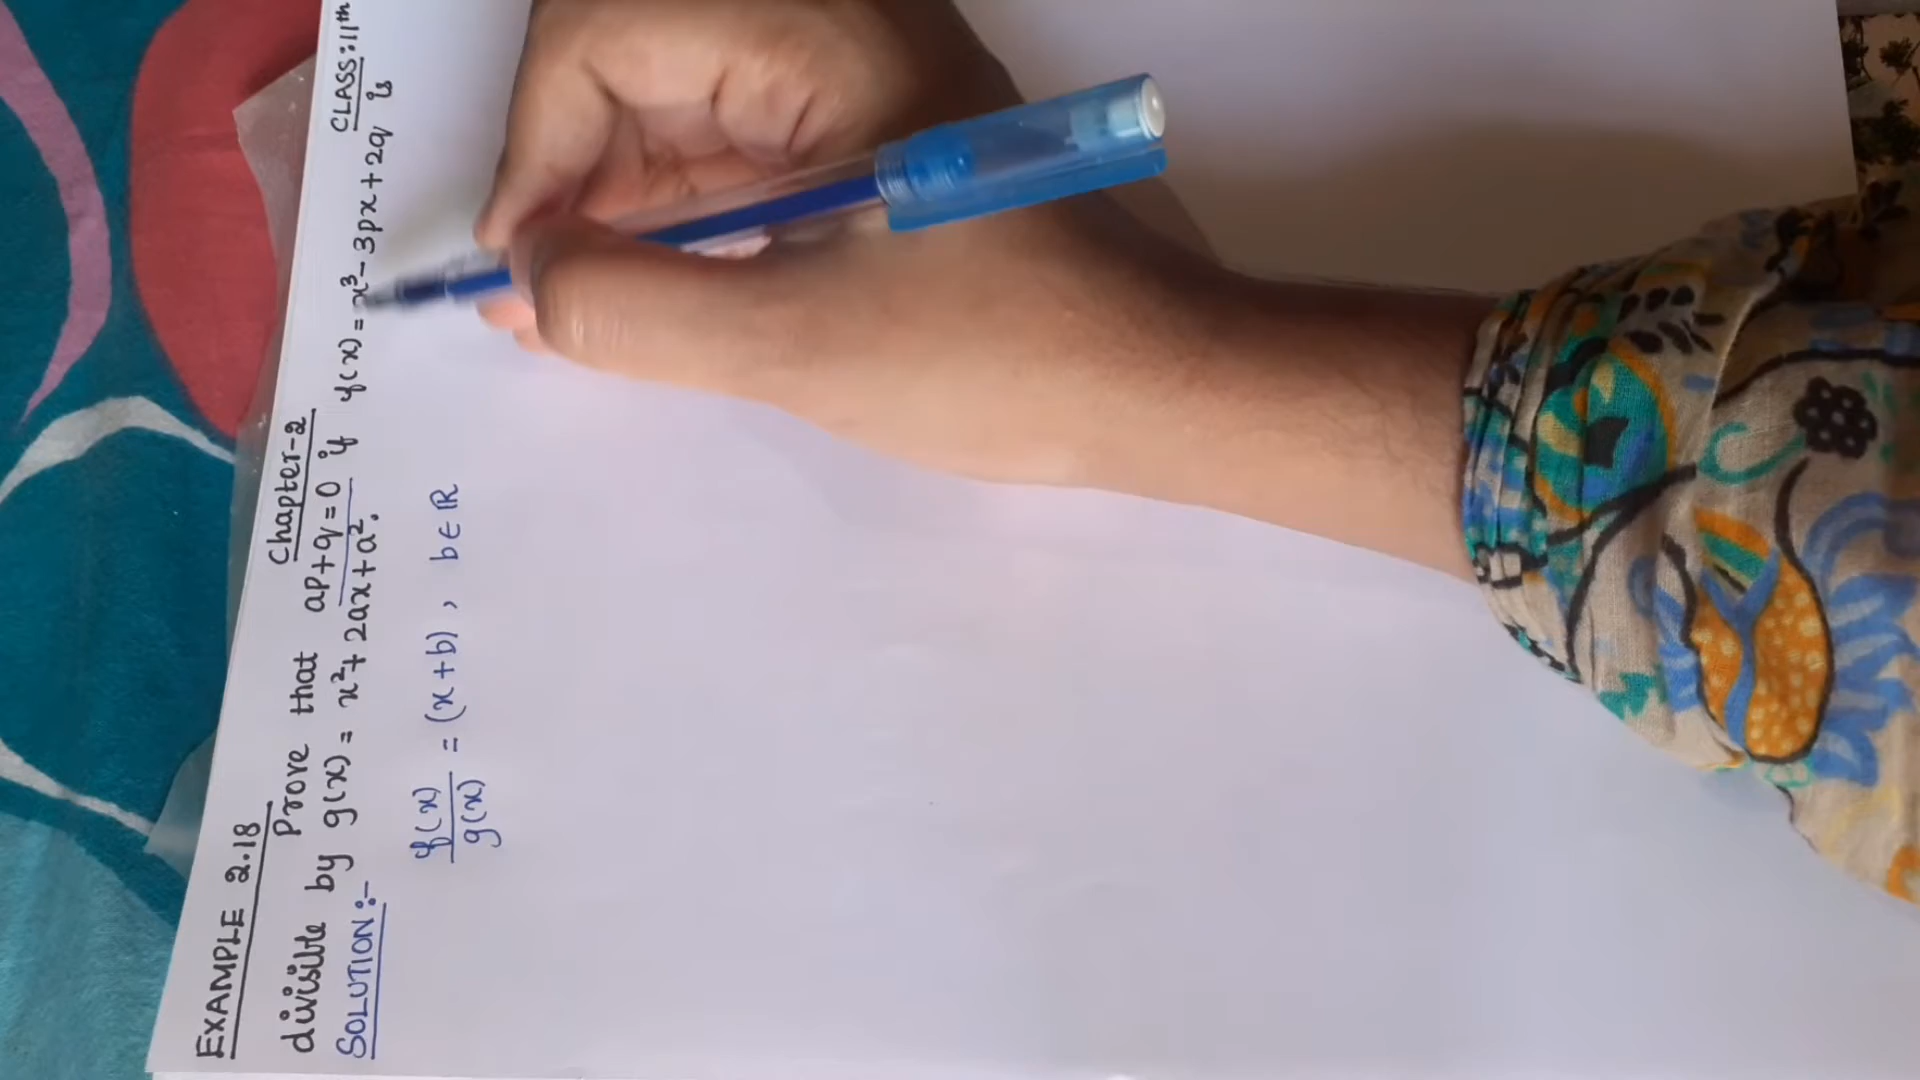 Chapter-2 CLASS:11th
EXAMPLE 2.18
Prove that ap+q=0 if f(x) = x³-3px+2q is
divisible by g(x) = x²+2ax+a².
SOLUTION:-
f(x)/g(x) = (x+b), b∈ℝ